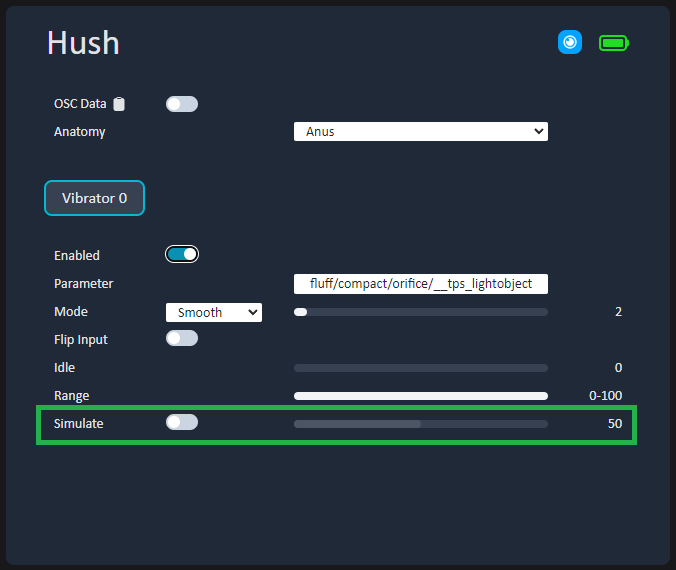 Hush
OSC Data
Anatomy Anus
Vibrator 0
Enabled
Parameter fluff/compact/orifice/__tps_lightobject
Mode Smooth 2
Flip Input
Idle 0
Range 0-100
Simulate 50